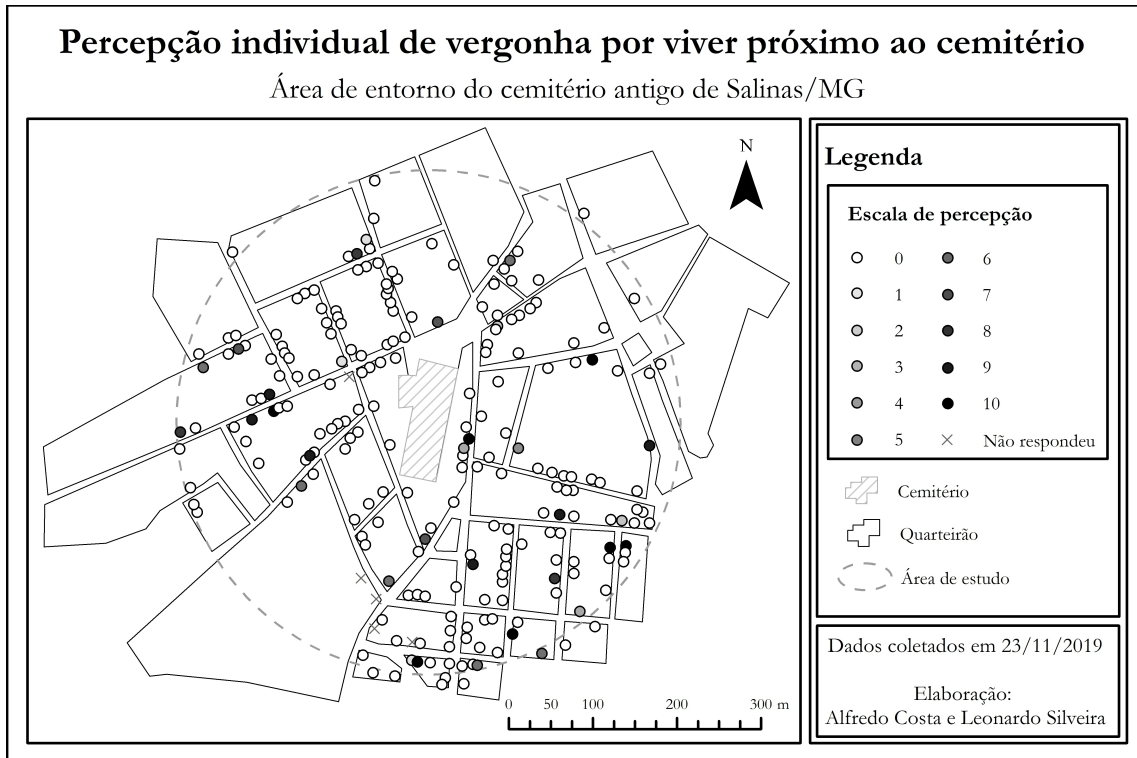 Percepção individual de vergonha por viver próximo ao cemitério
Área de entorno do cemitério antigo de Salinas/MG
N
0 50 100 200 300 m
Legenda
Escala de percepção
0 6
1 7
2 8
3 9
4 10
5 Não respondeu
Cemitério
Quarteirão
Área de estudo
Dados coletados em 23/11/2019
Elaboração:
Alfredo Costa e Leonardo Silveira